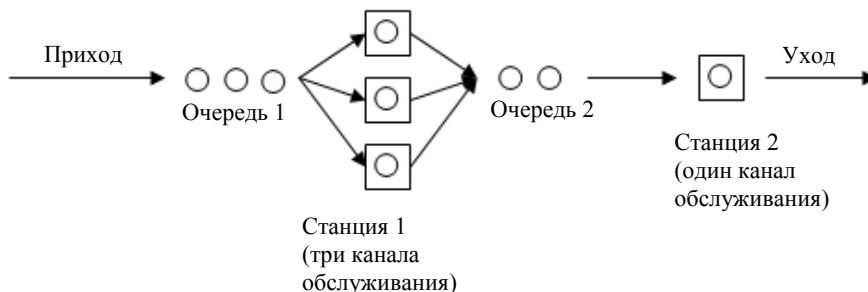 Приход
Уход
Очередь 1
Очередь 2
Станция 1
(три канала
обслуживания)
Станция 2
(один канал
обслуживания)